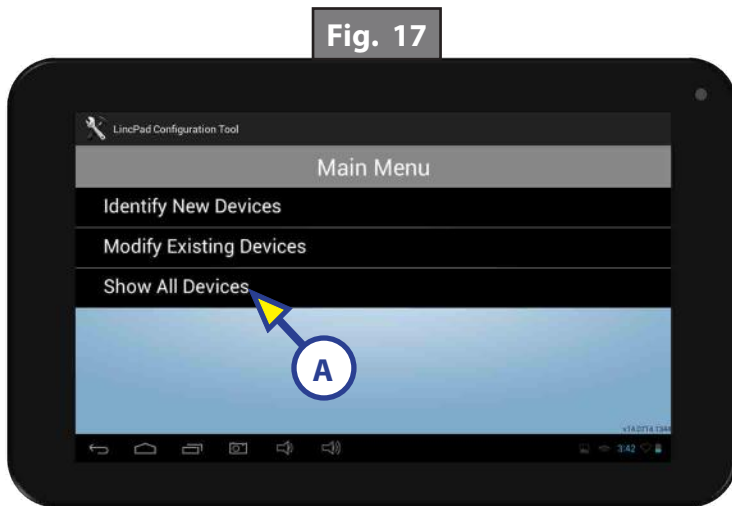 Fig. 17
LincPad Configuration Tool
Main Menu
Identify New Devices
Modify Existing Devices
Show All Devices
A
3:42